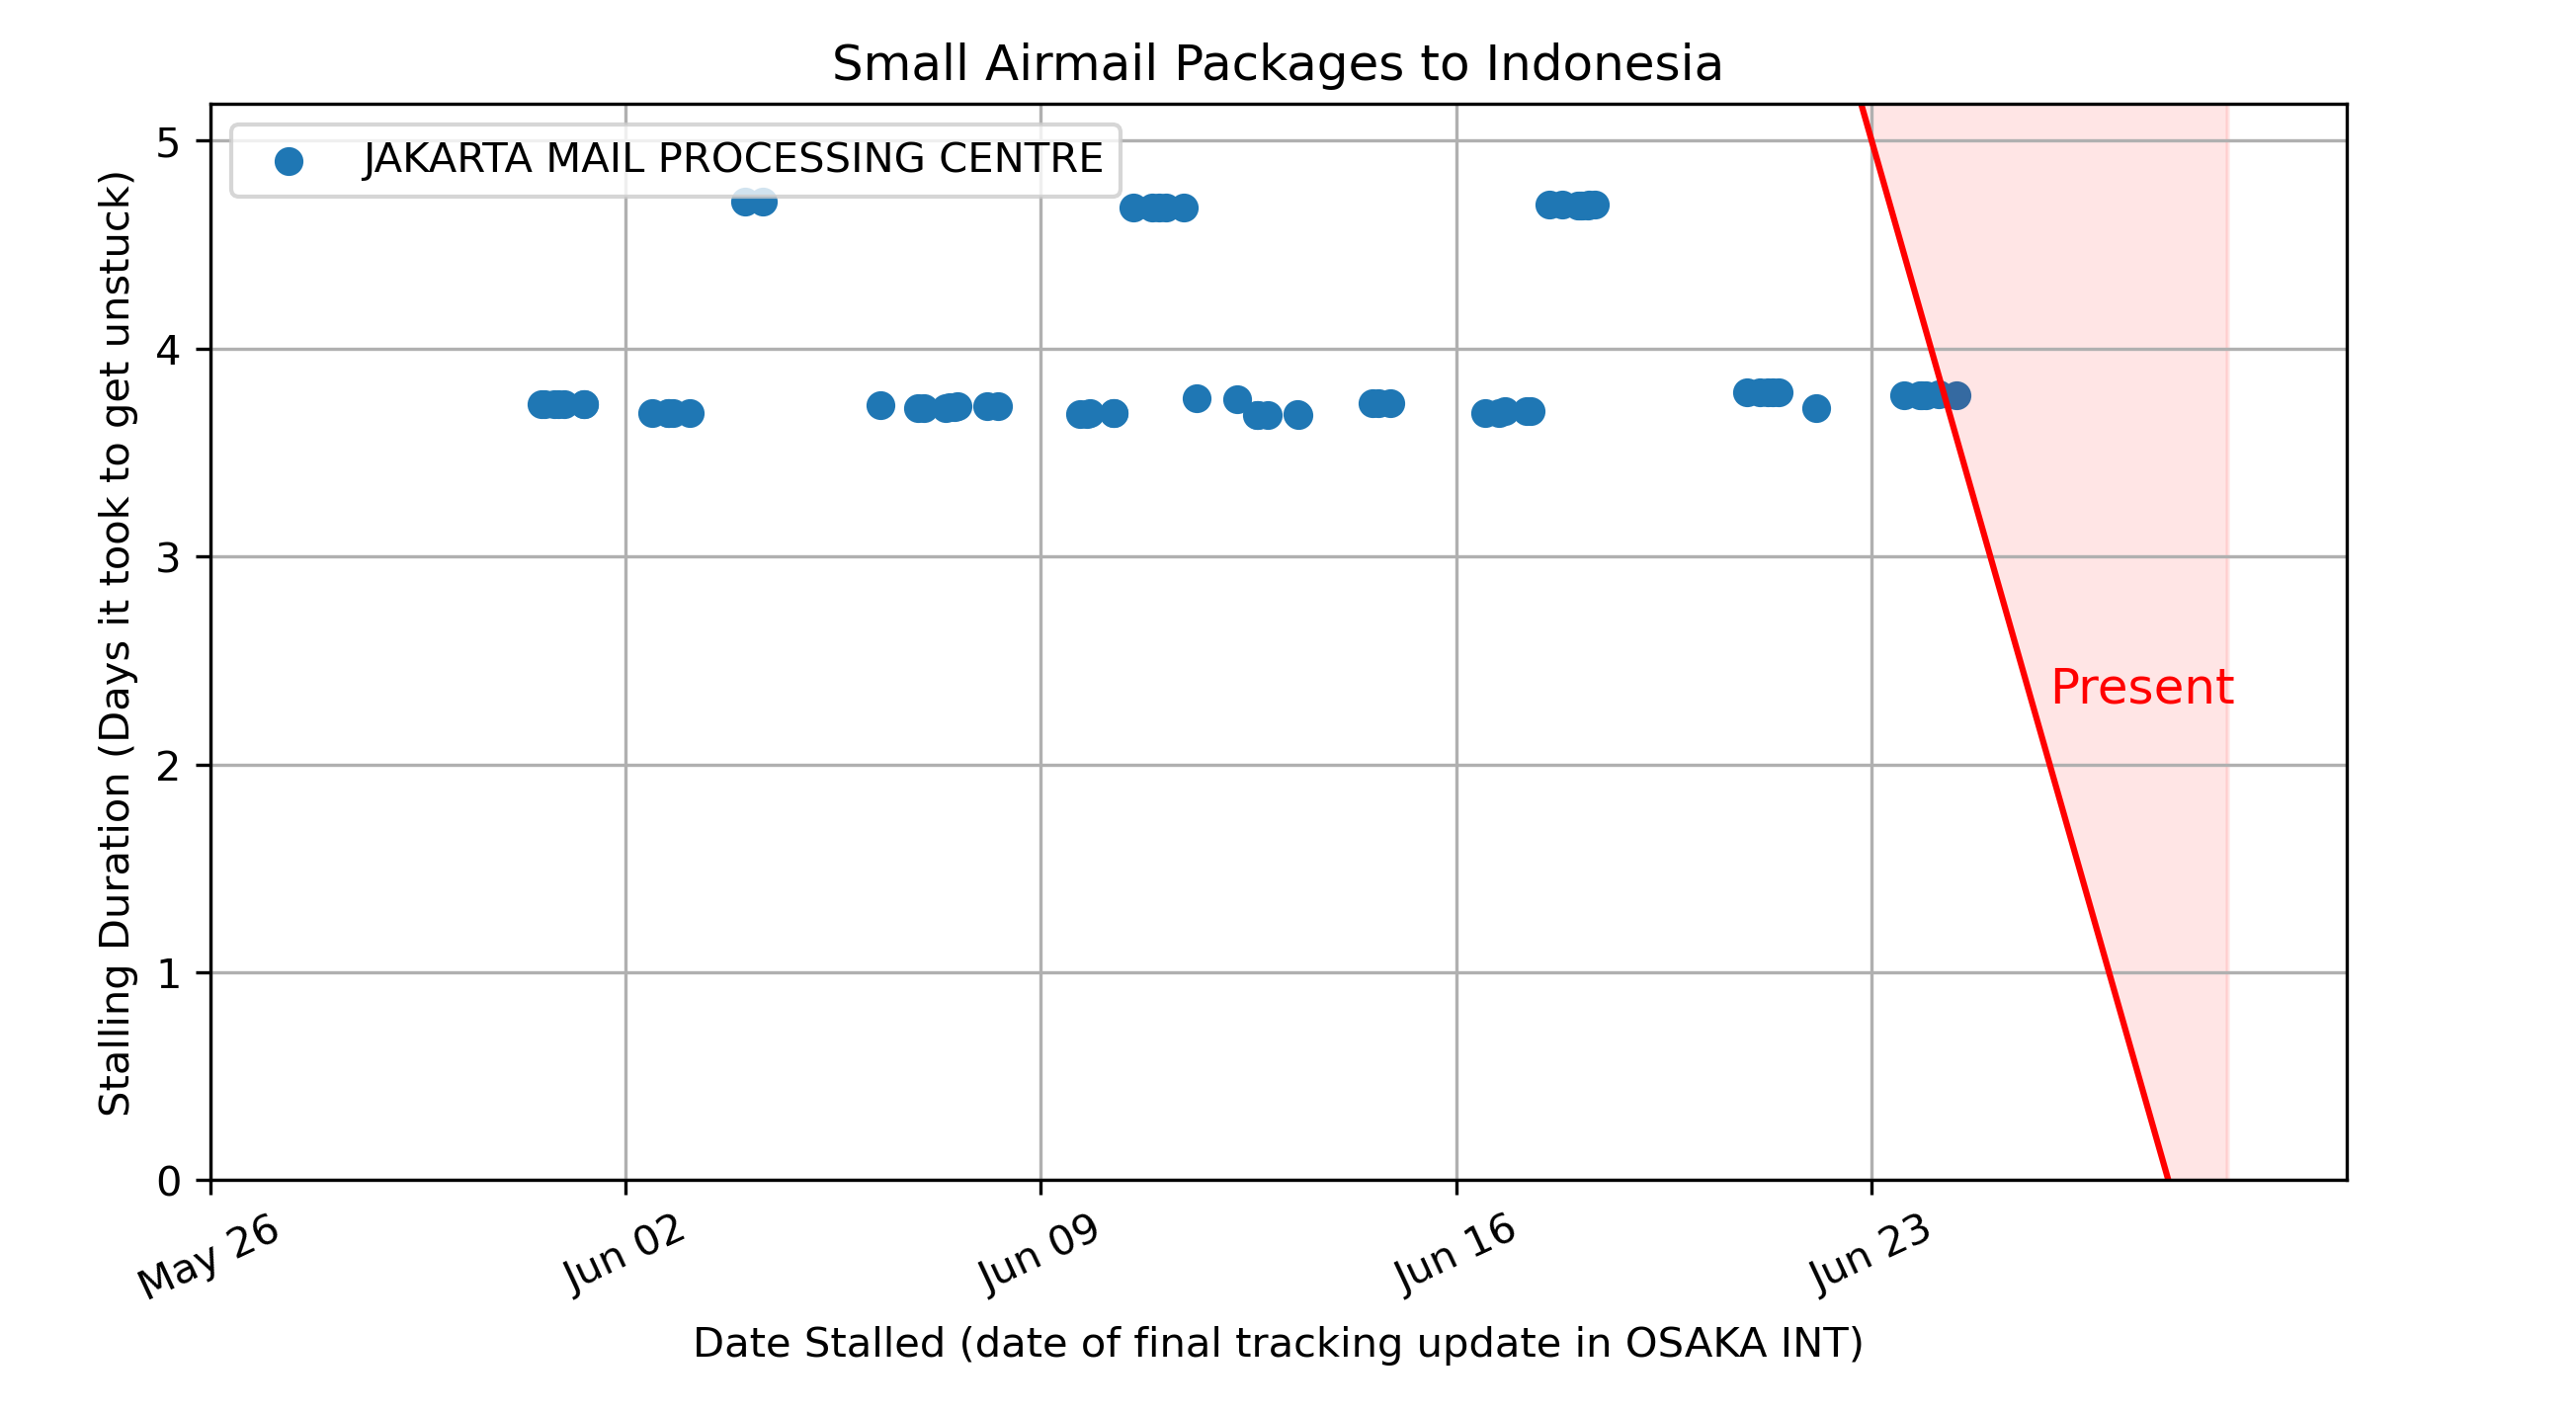 Small Airmail Packages to Indonesia
JAKARTA MAIL PROCESSING CENTRE
Stalling Duration (Days it took to get unstuck)
5
4
3
2
1
0
Present
May 26
Jun 02
Jun 09
Jun 16
Jun 23
Date Stalled (date of final tracking update in OSAKA INT)